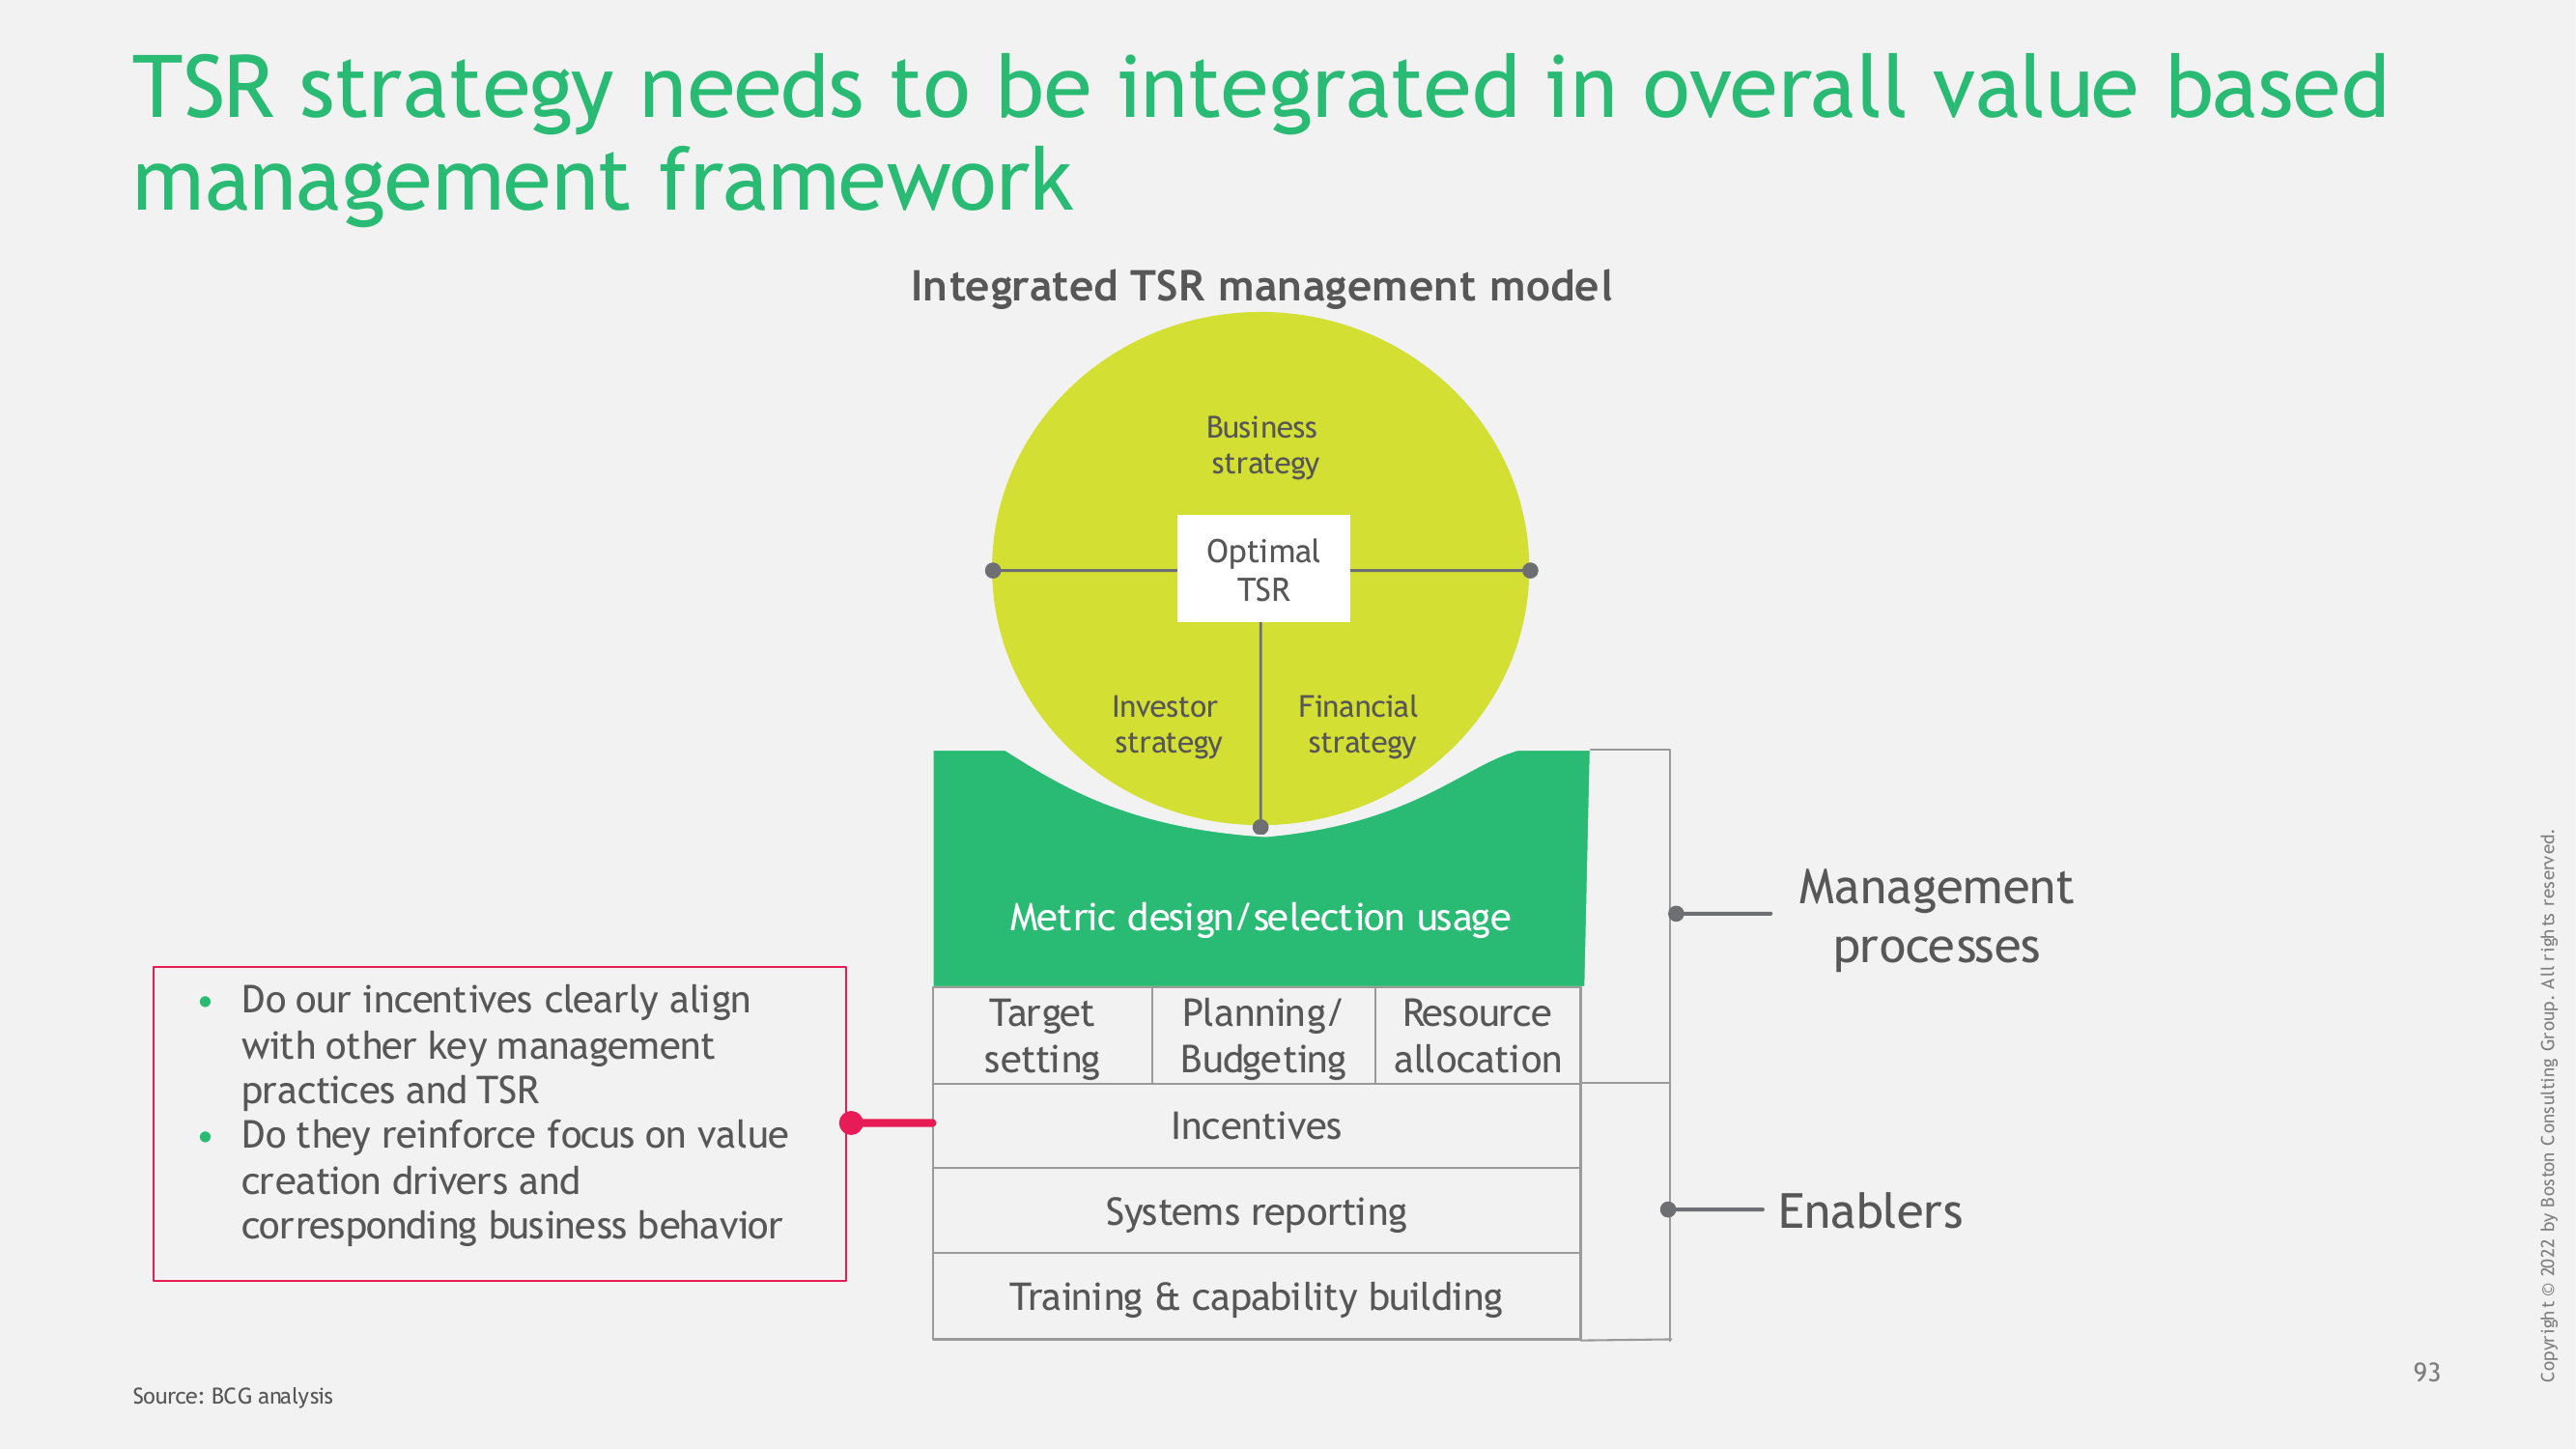 TSR strategy needs to be integrated in overall value based
management framework
Integrated TSR management model
Business
strategy
Optimal
TSR
Investor
strategy
Financial
strategy
Metric design/selection usage
Management
processes
Target
setting
Planning/
Budgeting
Resource
allocation
• Do our incentives clearly align
with other key management
practices and TSR
• Do they reinforce focus on value
creation drivers and
corresponding business behavior
Incentives
Systems reporting
Enablers
Training & capability building
Source: BCG analysis
93
Copyright © 2022 by Boston Consulting Group. All rights reserved.